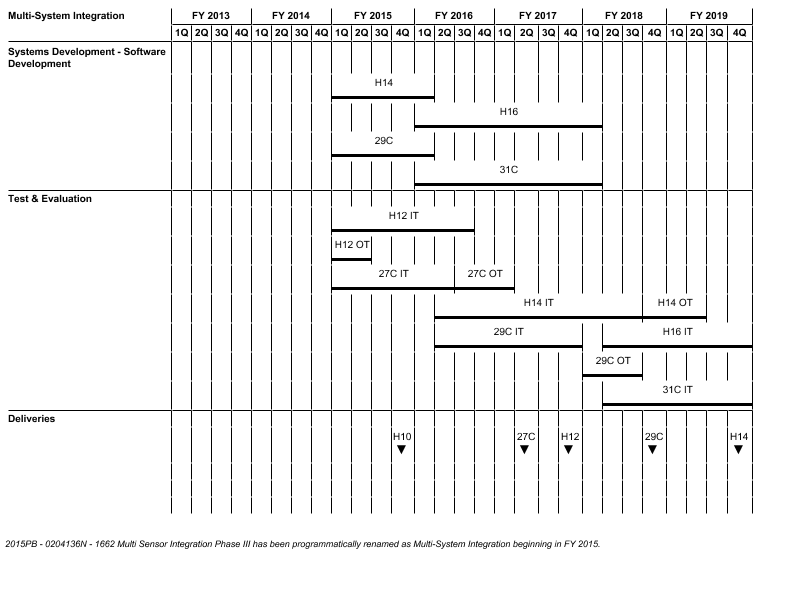 Multi-System Integration FY 2013 FY 2014 FY 2015 FY 2016 FY 2017 FY 2018 FY 2019
1Q 2Q 3Q 4Q 1Q 2Q 3Q 4Q 1Q 2Q 3Q 4Q 1Q 2Q 3Q 4Q 1Q 2Q 3Q 4Q 1Q 2Q 3Q 4Q 1Q 2Q 3Q 4Q
Systems Development - Software
Development
H14
H16
29C
31C
Test & Evaluation
H12 IT
H12 OT
27C IT 27C OT
H14 IT H14 OT
29C IT H16 IT
29C OT
31C IT
Deliveries
H10 27C H12 29C H14
2015PB - 0204136N - 1662 Multi Sensor Integration Phase III has been programmatically renamed as Multi-System Integration beginning in FY 2015.